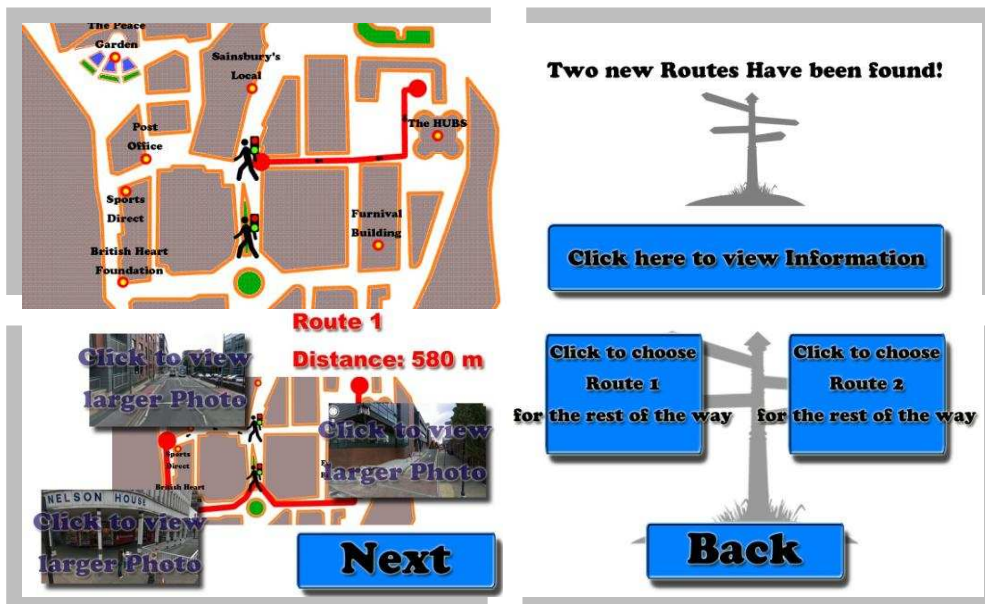 The Peace
Garden
Sainsbury's
Local
The HUBS
Post
Office
Sports
Direct
Furnival
Building
British Heart
Foundation
Two new Routes Have been found!
Click here to view Information
Route 1
Distance: 580 m
Click to view
larger Photo
Click to view
larger Photo
Sports
Direct
British Heart
NELSON HOUSE
Click to view
larger Photo
Next
Click to choose
Route 1
for the rest of the way
Click to choose
Route 2
for the rest of the way
Back